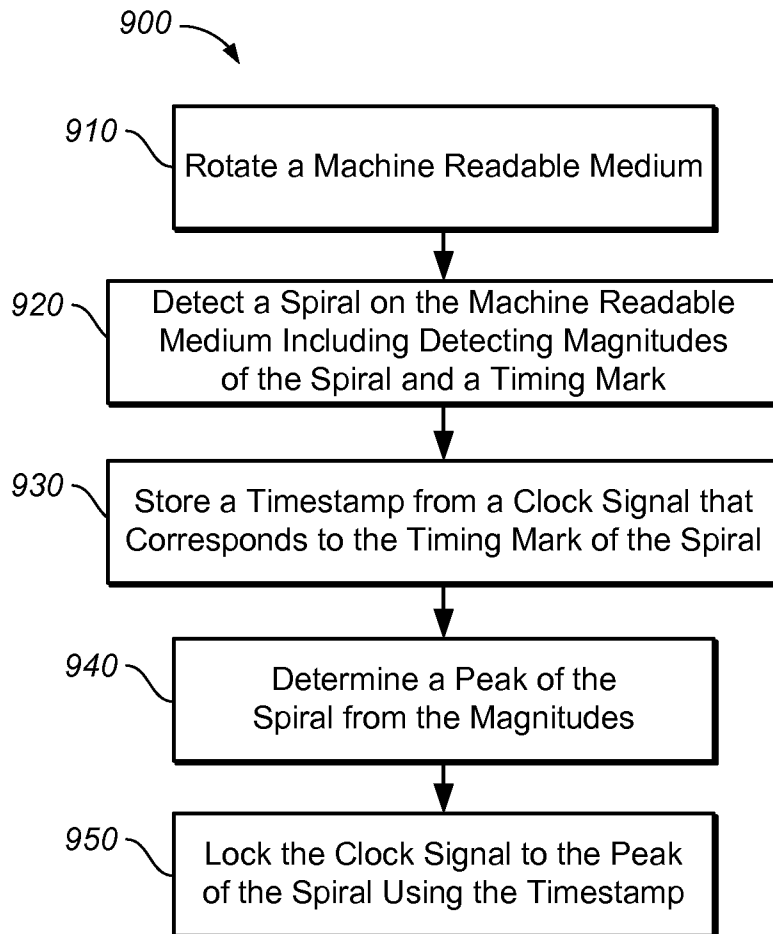 900
910
Rotate a Machine Readable Medium
920
Detect a Spiral on the Machine Readable
Medium Including Detecting Magnitudes
of the Spiral and a Timing Mark
930
Store a Timestamp from a Clock Signal that
Corresponds to the Timing Mark of the Spiral
940
Determine a Peak of the
Spiral from the Magnitudes
950
Lock the Clock Signal to the Peak
of the Spiral Using the Timestamp